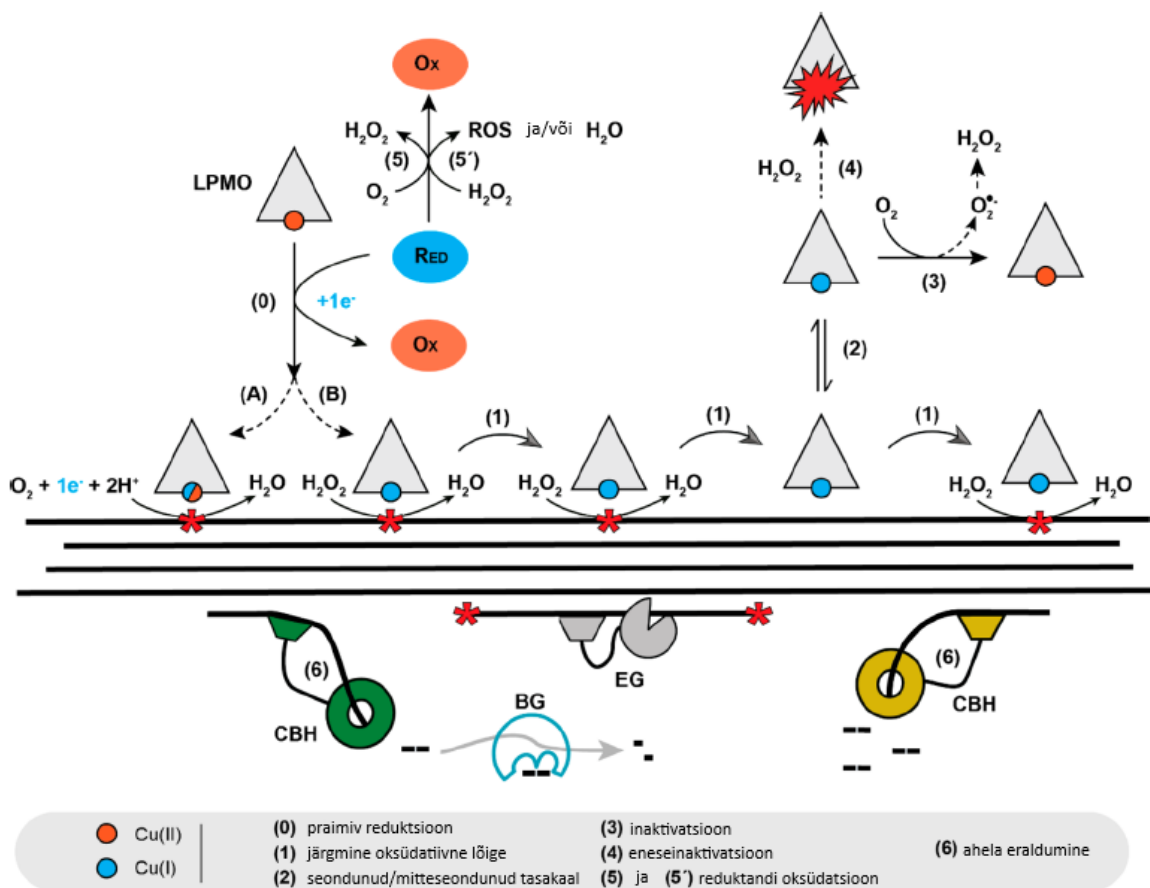 Ox
H₂O₂ ROS ja/või H₂O
(5) (5´)
O₂ H₂O₂
LPMO
RED
(0) +1e⁻
Ox
(A) (B)
H₂O₂ (4)
H₂O₂
O₂ O₂•-
(3)
(2)
(1) (1) (1)
O₂ + 1e⁻ + 2H⁺ H₂O H₂O₂ H₂O H₂O₂ H₂O H₂O₂ H₂O
* * * *
* *
(6) EG (6)
CBH BG CBH
Cu(II) (0) praimiv reduktsioon (3) inaktivatsioon
Cu(I) (1) järgmine oksüdatiivne lõige (4) eneseinaktivatsioon (6) ahela eraldumine
(2) seondunud/mitteseondunud tasakaal (5) ja (5´) reduktandi oksüdatsioon